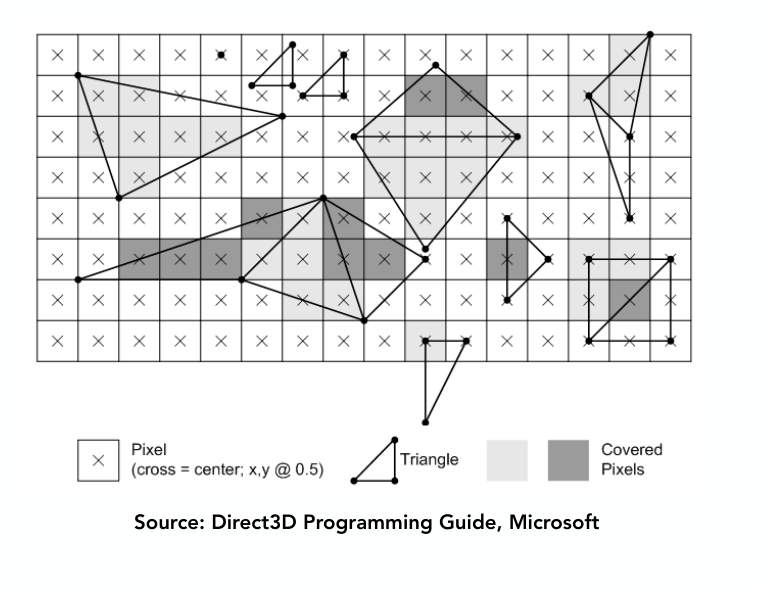 Pixel
(cross = center; x,y @ 0.5)
Triangle
Covered
Pixels
Source: Direct3D Programming Guide, Microsoft